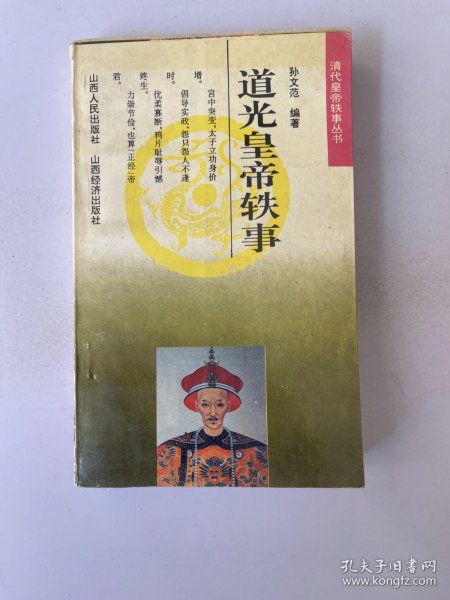 清代皇帝轶事丛书
孙文范 编著
道光皇帝轶事
宫中突变,太子立功身价
增。
倡导实政,怨只怨人不逢
时。
优柔寡断,鸦片耻辱引憾
终生。
力崇节俭,也算“正经”帝
君。
山西人民出版社 山西经济出版社
孔夫子旧书网
www.kongfz.com